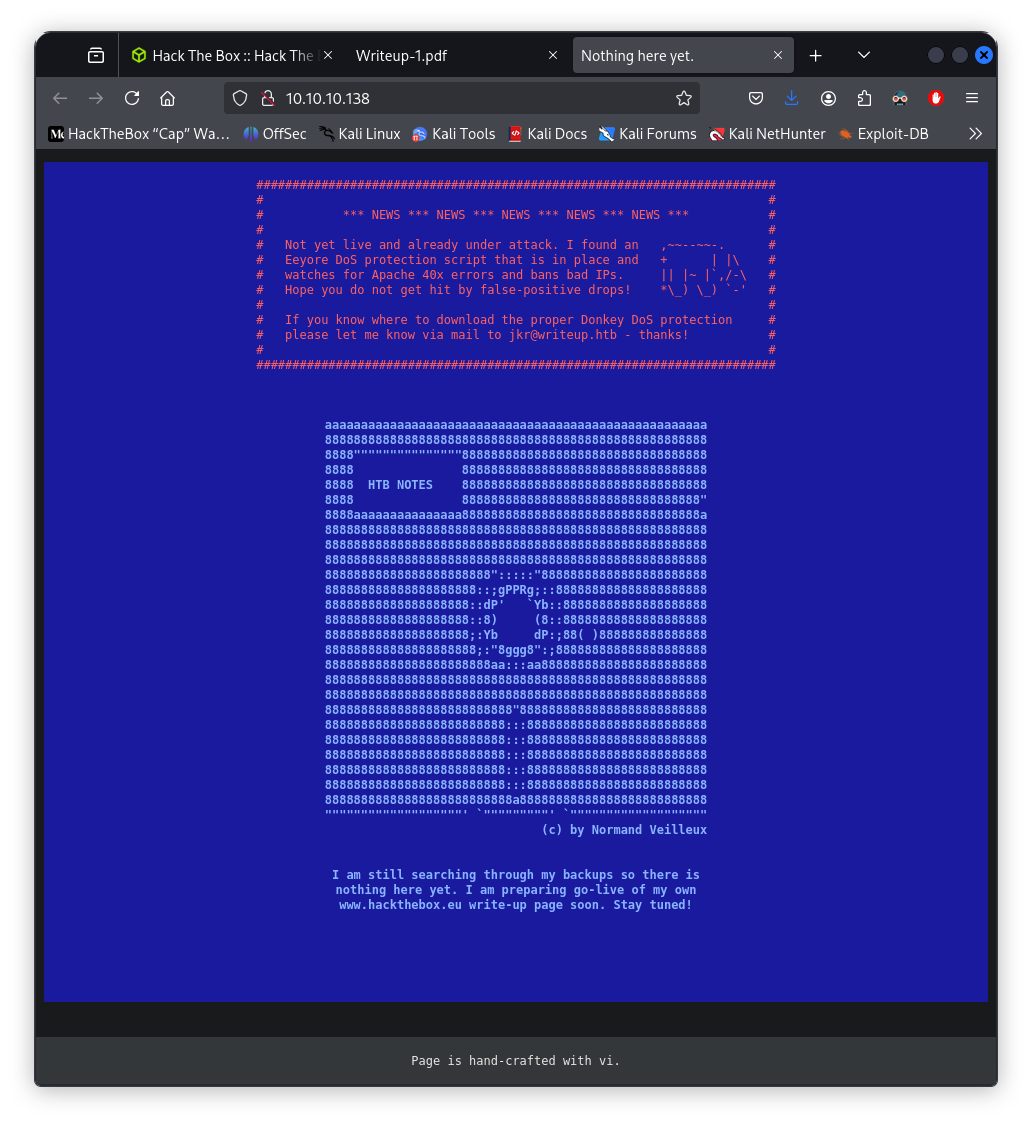 Hack The Box :: Hack The
Writeup-1.pdf
Nothing here yet.
10.10.10.138
HackTheBox “Cap” Wa…
OffSec
Kali Linux
Kali Tools
Kali Docs
Kali Forums
Kali NetHunter
Exploit-DB
########################################################################
#                                                                      #
#           *** NEWS *** NEWS *** NEWS *** NEWS *** NEWS ***           #
#                                                                      #
#   Not yet live and already under attack. I found an   ,~~--~~-.      #
#   Eeyore DoS protection script that is in place and   +      | |\    #
#   watches for Apache 40x errors and bans bad IPs.     || |~ |`,/-\   #
#   Hope you do not get hit by false-positive drops!    *\_) \_) `-'   #
#                                                                      #
#   If you know where to download the proper Donkey DoS protection     #
#   please let me know via mail to jkr@writeup.htb - thanks!           #
#                                                                      #
########################################################################
HTB NOTES
(c) by Normand Veilleux
I am still searching through my backups so there is
nothing here yet. I am preparing go-live of my own
www.hackthebox.eu write-up page soon. Stay tuned!
Page is hand-crafted with vi.